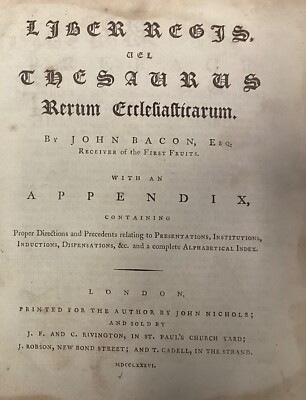 LIBER REGIS,
VEL
THESAURUS
Rerum Ecclesiasticarum.
BY JOHN BACON, ESQ;
RECEIVER of the FIRST FRUITS.
WITH AN
APPENDIX,
CONTAINING
Proper Directions and Precedents relating to PRESENTATIONS, INSTITUTIONS,
INDUCTIONS, DISPENSATIONS, &c. and a complete ALPHABETICAL INDEX.
LONDON,
PRINTED FOR THE AUTHOR BY JOHN NICHOLS;
AND SOLD BY
J. F. AND C. RIVINGTON, IN ST. PAUL'S CHURCH YARD;
J. ROBSON, NEW BOND STREET; AND T. CADELL, IN THE STRAND.
MDCCLXXXVI.